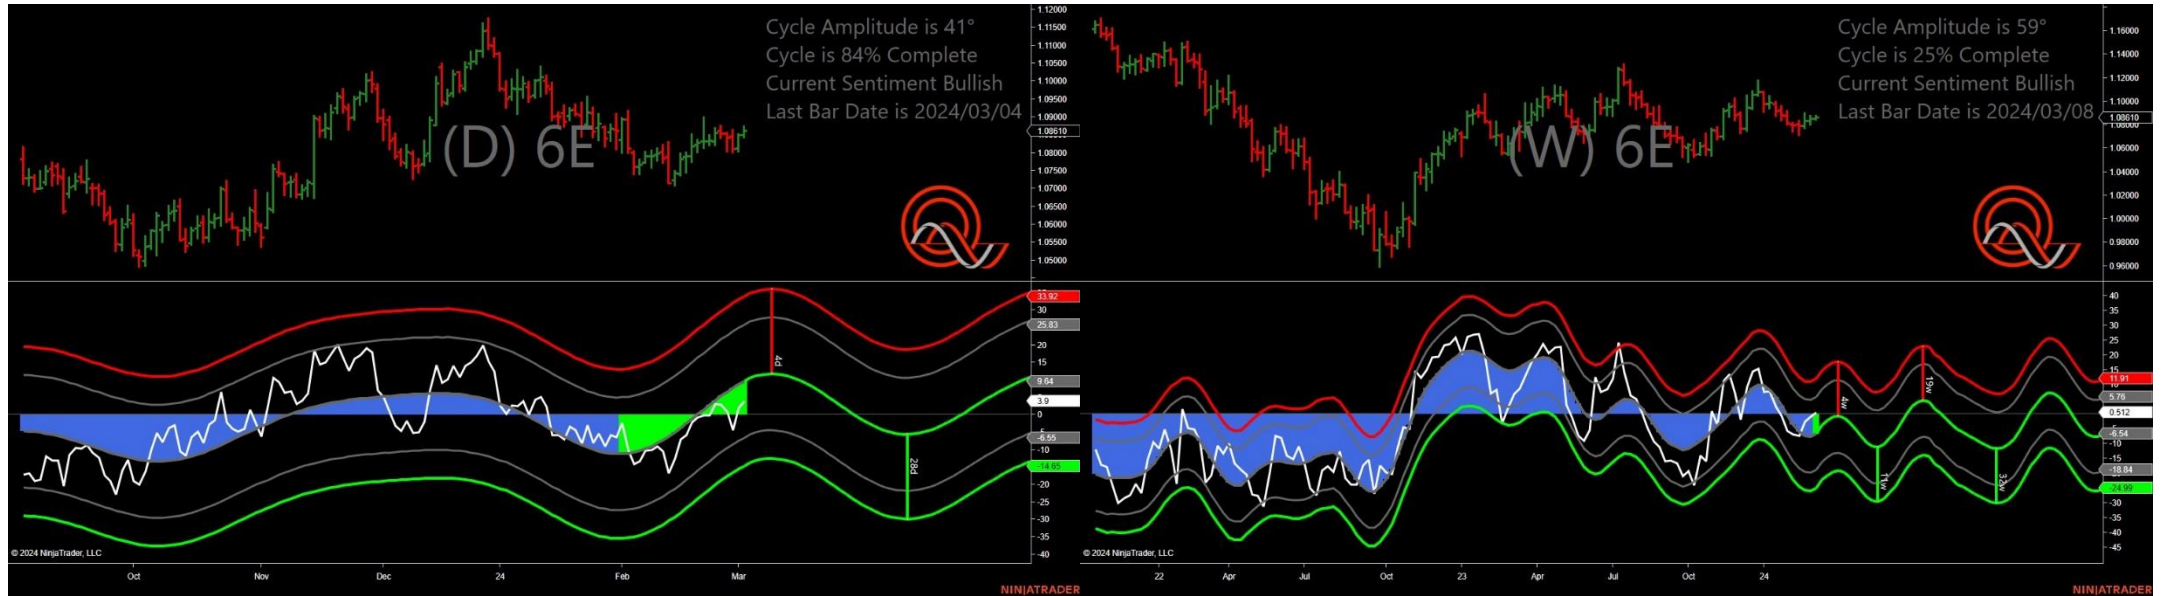 Cycle Amplitude is 41°
Cycle is 84% Complete
Current Sentiment Bullish
Last Bar Date is 2024/03/04
(D) 6E
1.12000
1.11500
1.11000
1.10500
1.10000
1.09500
1.09000
1.08610
1.08000
1.07500
1.07000
1.06500
1.06000
1.05500
1.05000
33.92
30
25.83
20
15
9.64
3.9
0
-5
-6.55
-10
-14.65
-20
-25
-30
-35
-40
4d
28d
© 2024 NinjaTrader, LLC
Oct
Nov
Dec
24
Feb
Mar
NINJATRADER
Cycle Amplitude is 59°
Cycle is 25% Complete
Current Sentiment Bullish
Last Bar Date is 2024/03/08
(W) 6E
1.16000
1.14000
1.12000
1.10000
1.08610
1.08000
1.06000
1.04000
1.02000
1.00000
0.98000
0.96000
40
35
30
25
20
15
11.91
5.76
0.512
-6.54
-10
-15
-18.84
-24.99
-30
-35
-40
-45
4w
19w
11w
32w
© 2024 NinjaTrader, LLC
22
Apr
Jul
Oct
23
Apr
Jul
Oct
24
NINJATRADER